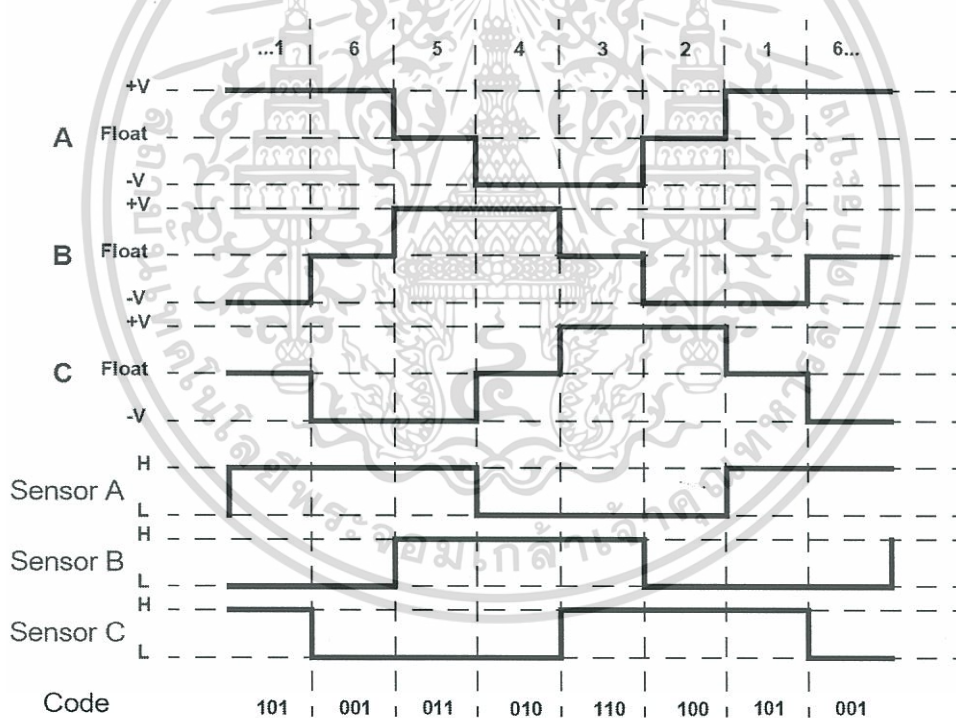 ...1 6 5 4 3 2 1 6...
+V
A Float
-V
+V
B Float
-V
+V
C Float
-V
H
Sensor A
L
H
Sensor B
L
H
Sensor C
L
Code 101 001 011 010 110 100 101 001